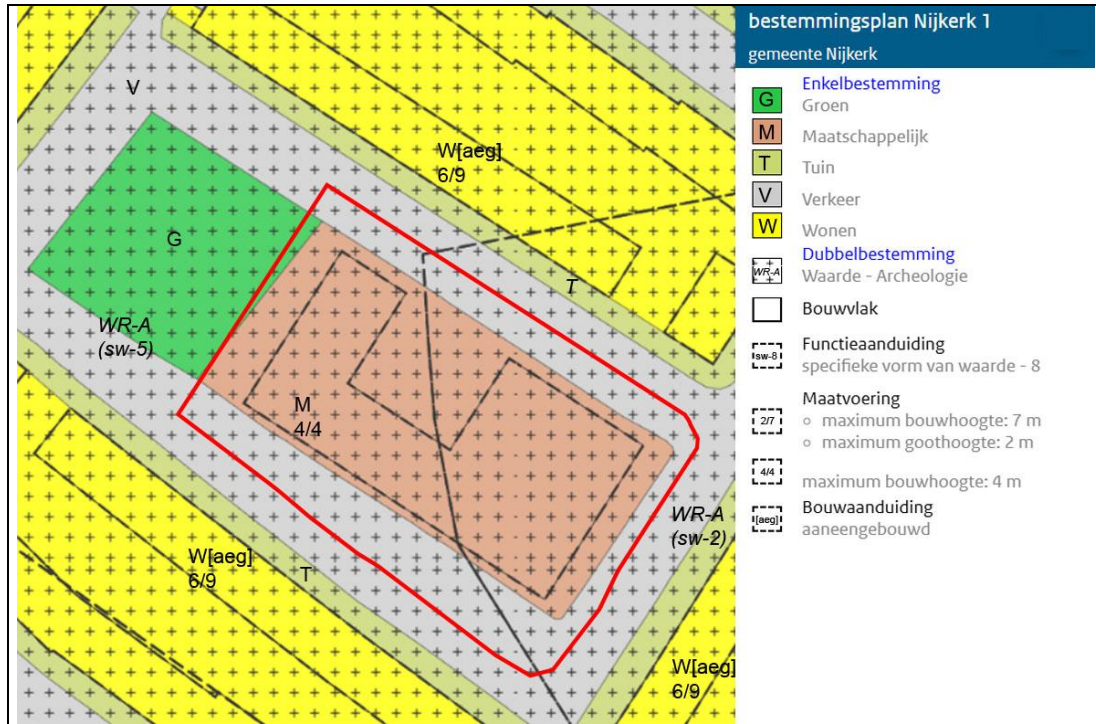 V
W[aeg]
6/9
G
T
WR-A
(sw-5)
M
4/4
WR-A
(sw-2)
W[aeg]
6/9
T
W[aeg]
6/9
bestemmingsplan Nijkerk 1
gemeente Nijkerk
Enkelbestemming
G Groen
M Maatschappelijk
T Tuin
V Verkeer
W Wonen
Dubbelbestemming
WR-A Waarde - Archeologie
Bouwvlak
Functieaanduiding
sw-8 specifieke vorm van waarde - 8
Maatvoering
2/7 maximum bouwhoogte: 7 m
maximum goothoogte: 2 m
4/4 maximum bouwhoogte: 4 m
Bouwaanduiding
[aeg] aaneengebouwd